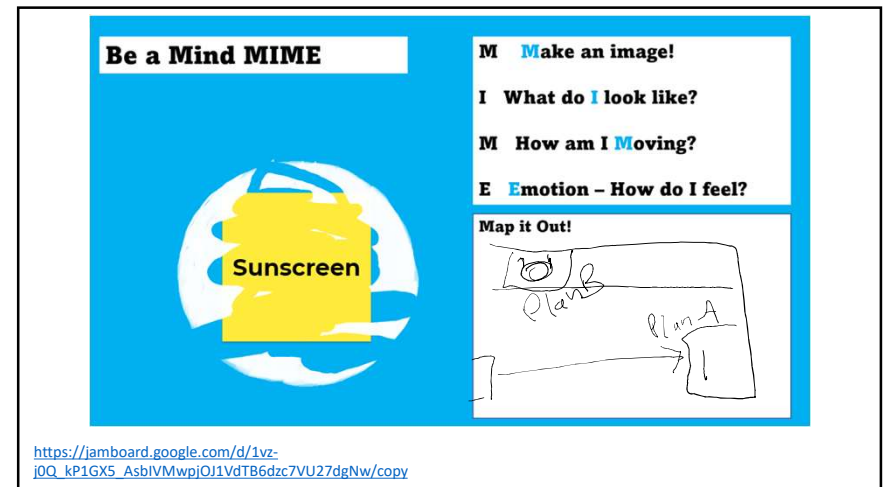 Be a Mind MIME
M Make an image!
I What do I look like?
M How am I Moving?
E Emotion – How do I feel?
Sunscreen
Map it Out!
Plan B
Plan A
https://jamboard.google.com/d/1vz-
j0Q_kP1GX5_AsbIVMwpjOJ1VdTB6dzc7VU27dgNw/copy